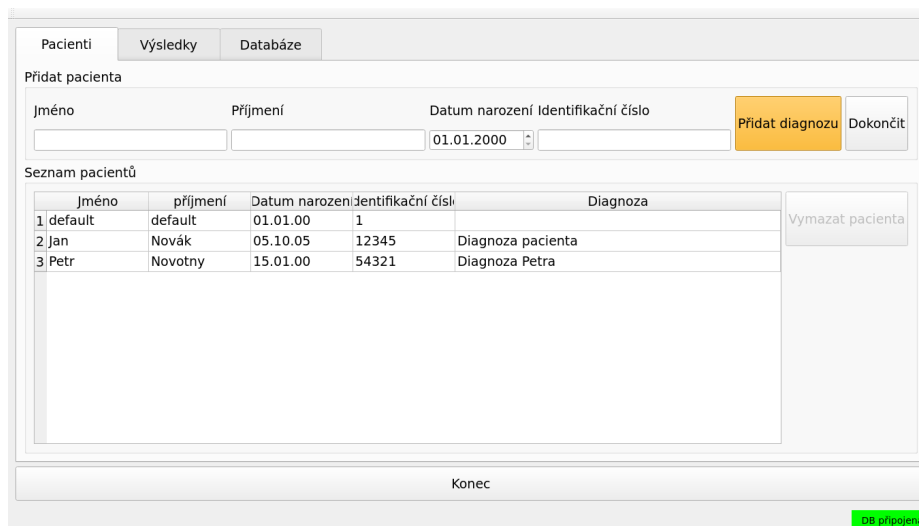 Pacienti Výsledky Databáze
Přidat pacienta
Jméno Příjmení Datum narození Identifikační číslo
01.01.2000
Přidat diagnozu Dokončit
Seznam pacientů
Jméno příjmení Datum narození dentifikační čísl Diagnoza
1 default default 01.01.00 1
2 Jan Novák 05.10.05 12345 Diagnoza pacienta
3 Petr Novotny 15.01.00 54321 Diagnoza Petra
Vymazat pacienta
Konec
DB připojen